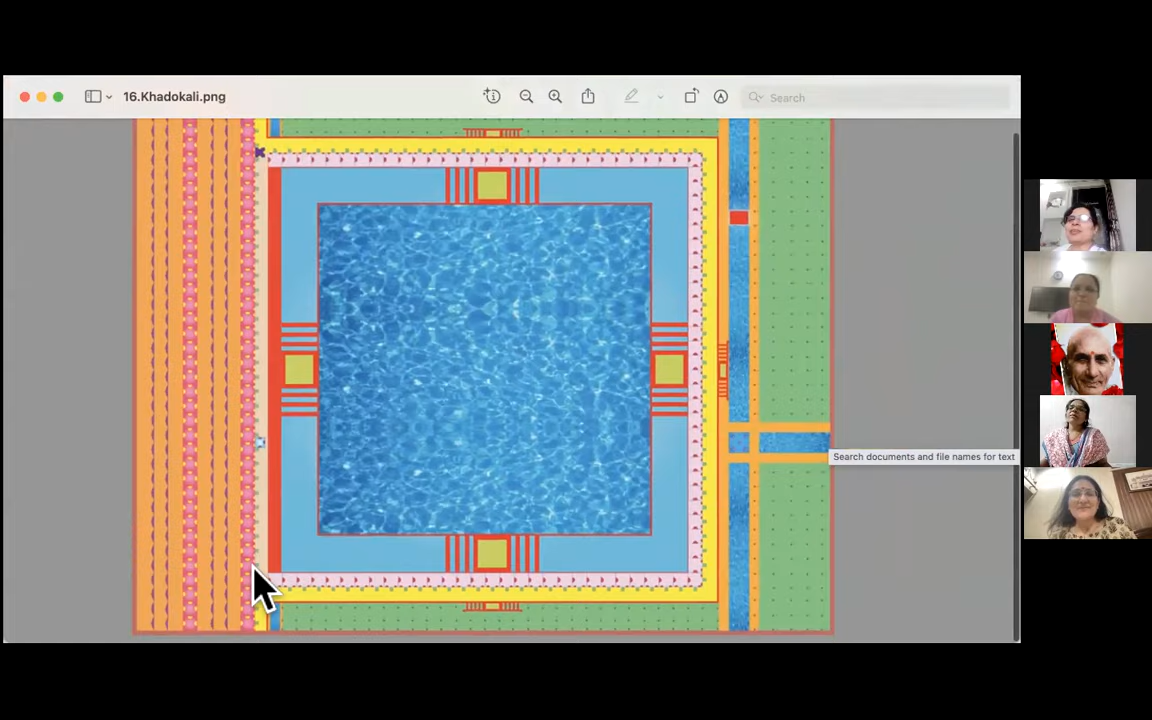 16.Khadokali.png
Search
Search documents and file names for text